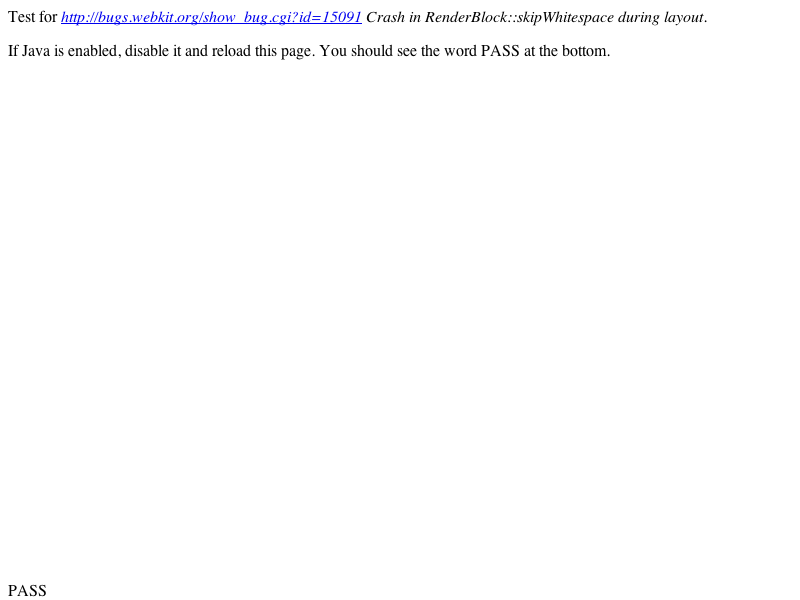 Test for http://bugs.webkit.org/show_bug.cgi?id=15091 Crash in RenderBlock::skipWhitespace during layout.
If Java is enabled, disable it and reload this page. You should see the word PASS at the bottom.
PASS